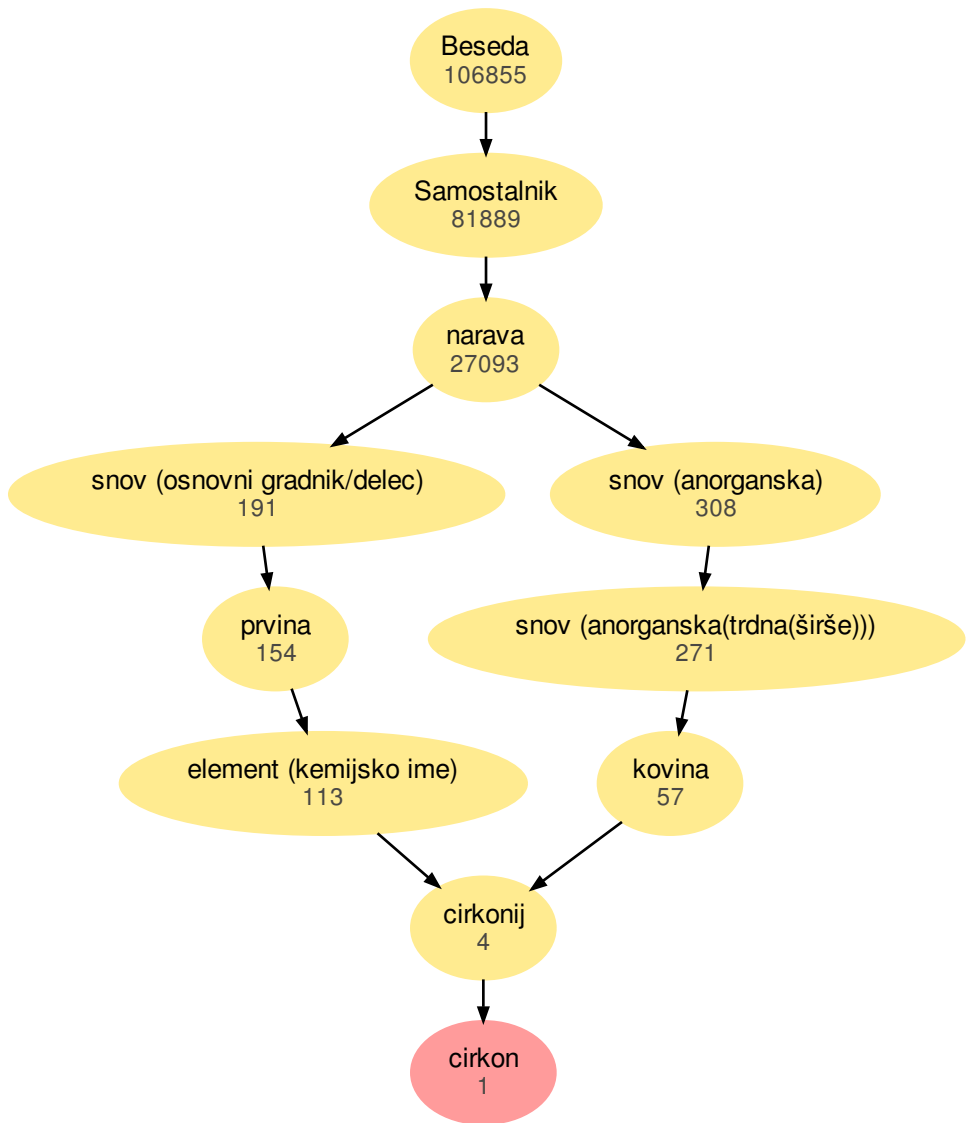 Beseda
106855
Samostalnik
81889
narava
27093
snov (osnovni gradnik/delec)
191
snov (anorganska)
308
prvina
154
snov (anorganska(trdna(širše)))
271
element (kemijsko ime)
113
kovina
57
cirkonij
4
cirkon
1